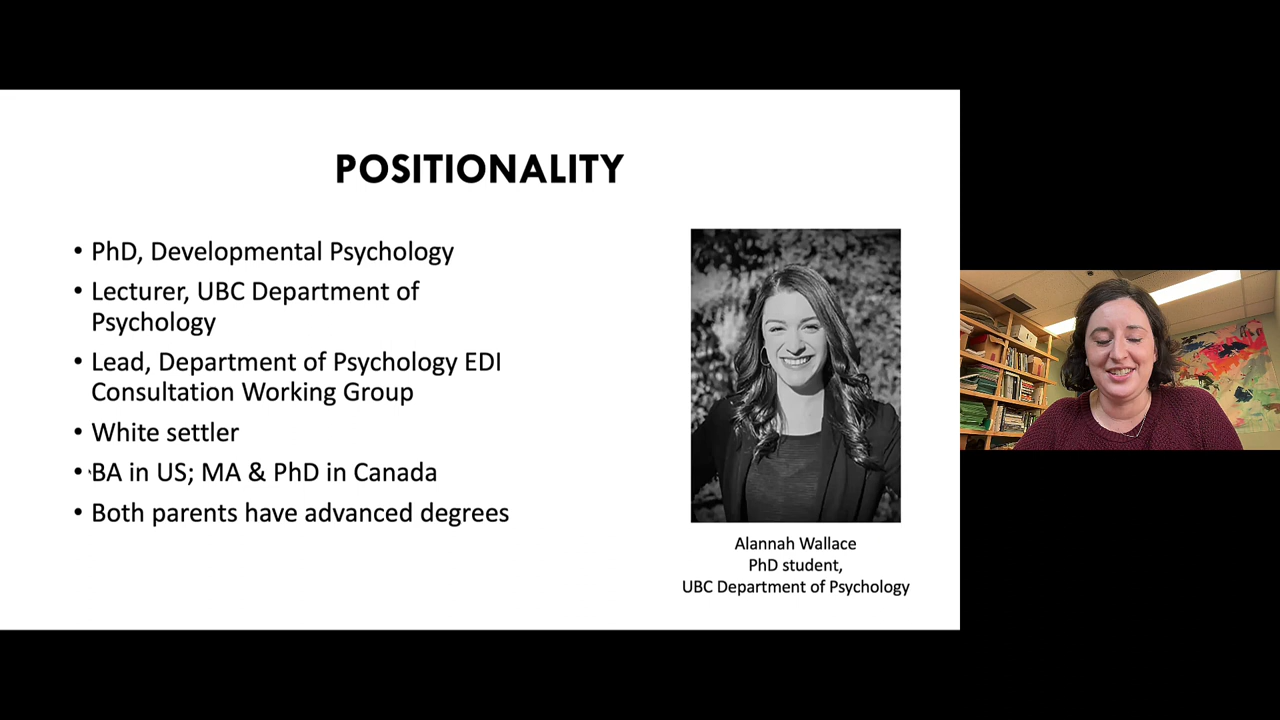 POSITIONALITY
• PhD, Developmental Psychology
• Lecturer, UBC Department of
Psychology
• Lead, Department of Psychology EDI
Consultation Working Group
• White settler
• BA in US; MA & PhD in Canada
• Both parents have advanced degrees
Alannah Wallace
PhD student,
UBC Department of Psychology